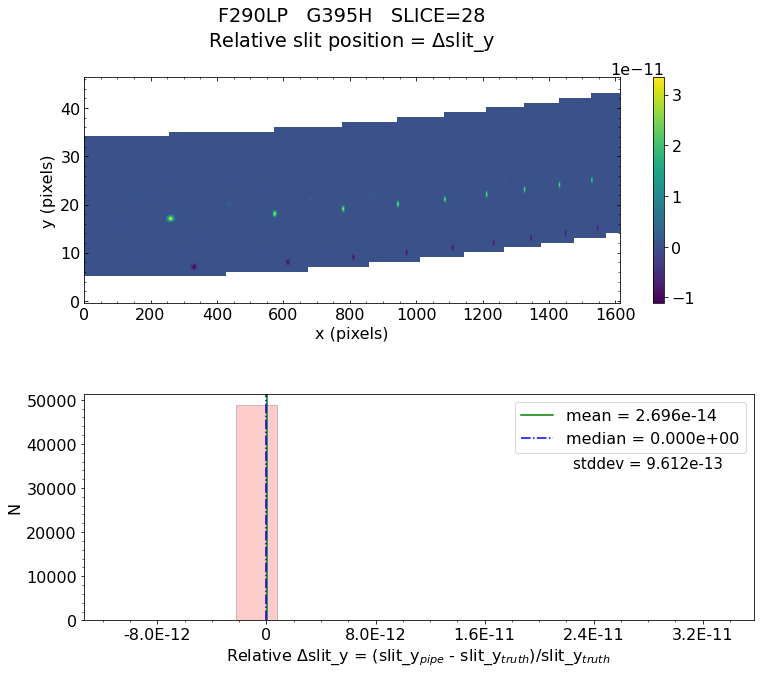 F290LP   G395H   SLICE=28
Relative slit position = Δslit_y
1e−11
y (pixels)
40
30
20
10
0
3
2
1
0
−1
0 200 400 600 800 1000 1200 1400 1600
x (pixels)
N
50000
40000
30000
20000
10000
0
mean = 2.696e-14
median = 0.000e+00
stddev = 9.612e-13
-8.0E-12 0 8.0E-12 1.6E-11 2.4E-11 3.2E-11
Relative Δslit_y = (slit_y_pipe - slit_y_truth)/slit_y_truth